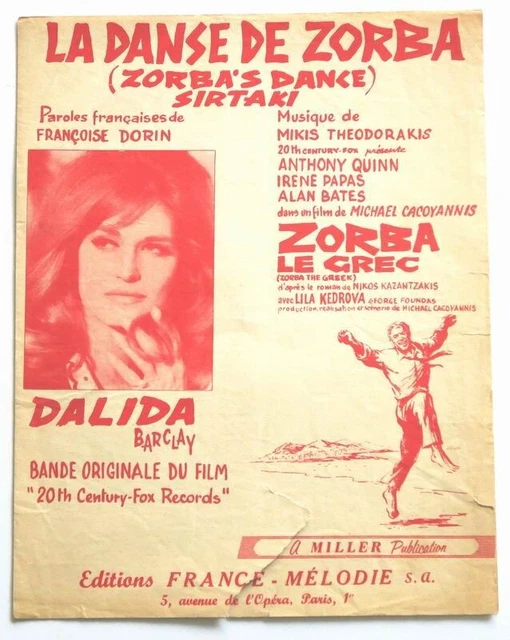 LA DANSE DE ZORBA
(ZORBA'S DANCE)
SIRTAKI
Paroles françaises de
FRANÇOISE DORIN
Musique de
MIKIS THEODORAKIS
20th CENTURY-FOX présente
ANTHONY QUINN
IRENE PAPAS
ALAN BATES
dans un film de MICHAEL CACOYANNIS
ZORBA
LE GREC
(ZORBA THE GREEK)
d'après le roman de NIKOS KAZANTZAKIS
avec LILA KEDROVA GEORGE FOUNDAS
production, réalisation et scénario de MICHAEL CACOYANNIS
DALIDA
BARCLAY
BANDE ORIGINALE DU FILM
"20th Century-Fox Records"
A MILLER Publication
Editions FRANCE-MÉLODIE s.a.
5, avenue de l'Opéra, Paris, 1er